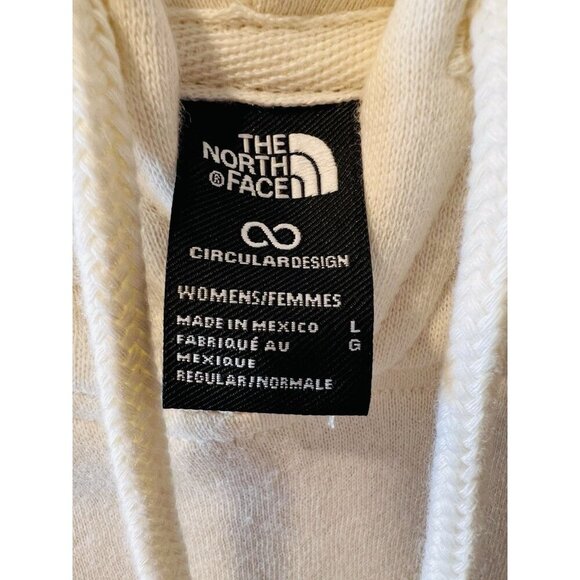 THE
NORTH
®FACE
CIRCULARDESIGN
WOMENS/FEMMES
MADE IN MEXICO L
FABRIQUÉ AU G
MEXIQUE
REGULAR/NORMALE